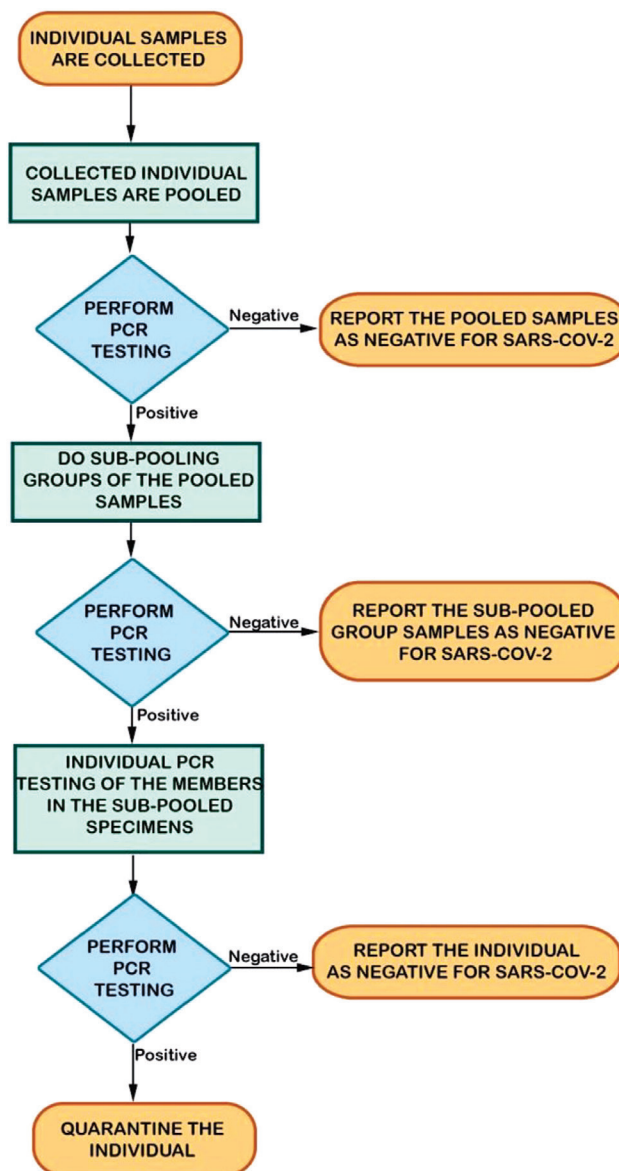 INDIVIDUAL SAMPLES
ARE COLLECTED
COLLECTED INDIVIDUAL
SAMPLES ARE POOLED
PERFORM
PCR
TESTING
Negative
REPORT THE POOLED SAMPLES
AS NEGATIVE FOR SARS-COV-2
Positive
DO SUB-POOLING
GROUPS OF THE POOLED
SAMPLES
PERFORM
PCR
TESTING
Negative
REPORT THE SUB-POOLED
GROUP SAMPLES AS NEGATIVE
FOR SARS-COV-2
Positive
INDIVIDUAL PCR
TESTING OF THE MEMBERS
IN THE SUB-POOLED
SPECIMENS
PERFORM
PCR
TESTING
Negative
REPORT THE INDIVIDUAL
AS NEGATIVE FOR SARS-COV-2
Positive
QUARANTINE THE
INDIVIDUAL